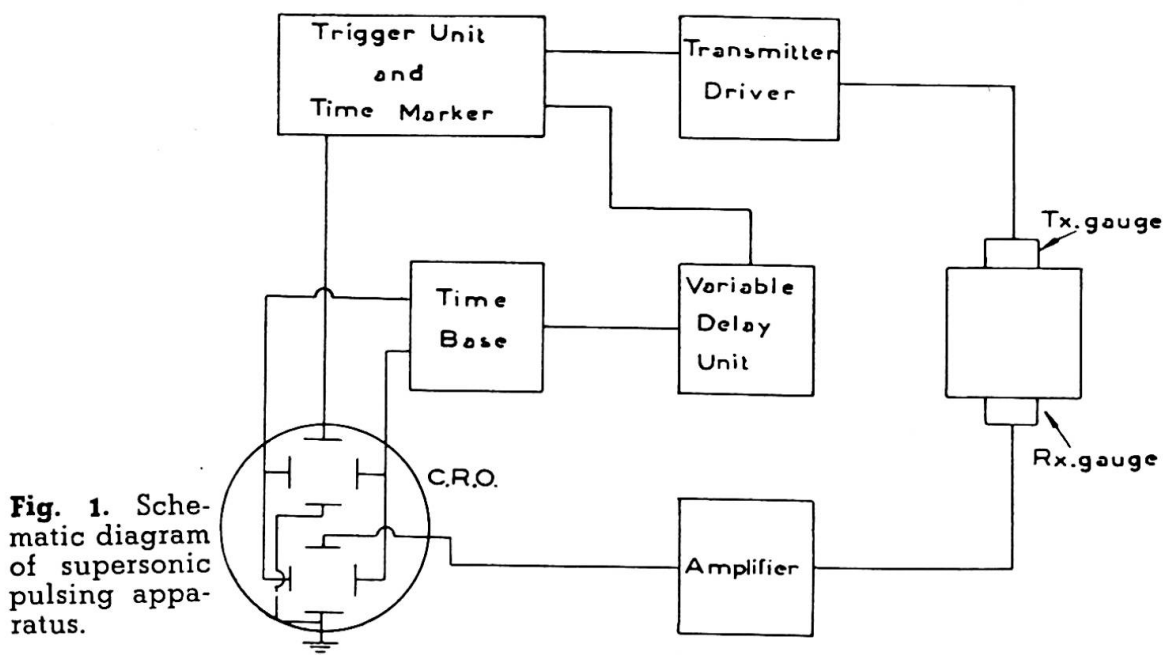 Trigger Unit
and
Time Marker
Transmitter
Driver
Tx.gauge
Time
Base
Variable
Delay
Unit
Rx.gauge
C.R.O.
Amplifier
Fig. 1. Sche-
matic diagram
of supersonic
pulsing appa-
ratus.